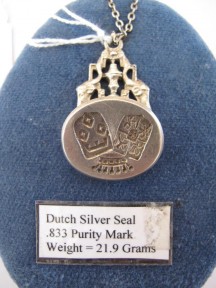 Dutch Silver Seal
.833 Purity Mark
Weight = 21.9 Grams